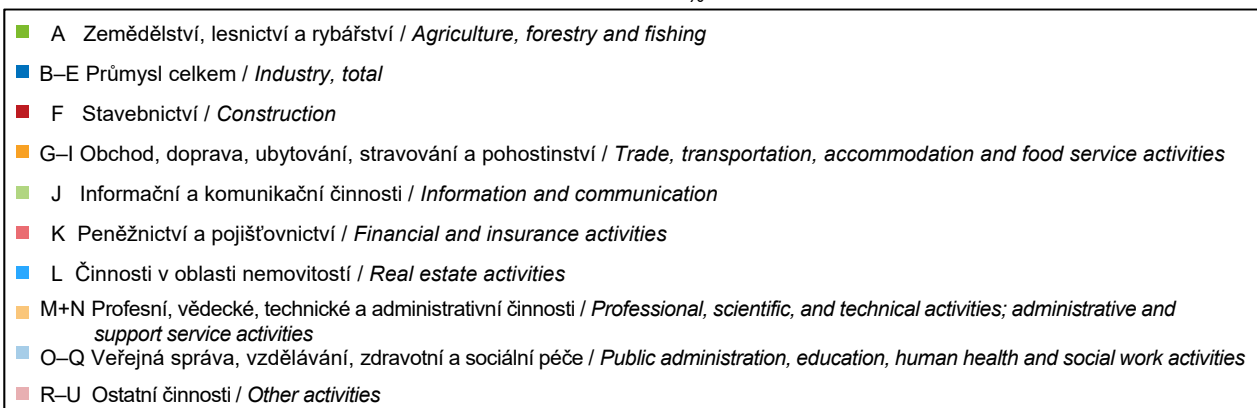 %
A Zemědělství, lesnictví a rybářství / Agriculture, forestry and fishing
B–E Průmysl celkem / Industry, total
F Stavebnictví / Construction
G–I Obchod, doprava, ubytování, stravování a pohostinství / Trade, transportation, accommodation and food service activities
J Informační a komunikační činnosti / Information and communication
K Peněžnictví a pojišťovnictví / Financial and insurance activities
L Činnosti v oblasti nemovitostí / Real estate activities
M+N Profesní, vědecké, technické a administrativní činnosti / Professional, scientific, and technical activities; administrative and
support service activities
O–Q Veřejná správa, vzdělávání, zdravotní a sociální péče / Public administration, education, human health and social work activities
R–U Ostatní činnosti / Other activities